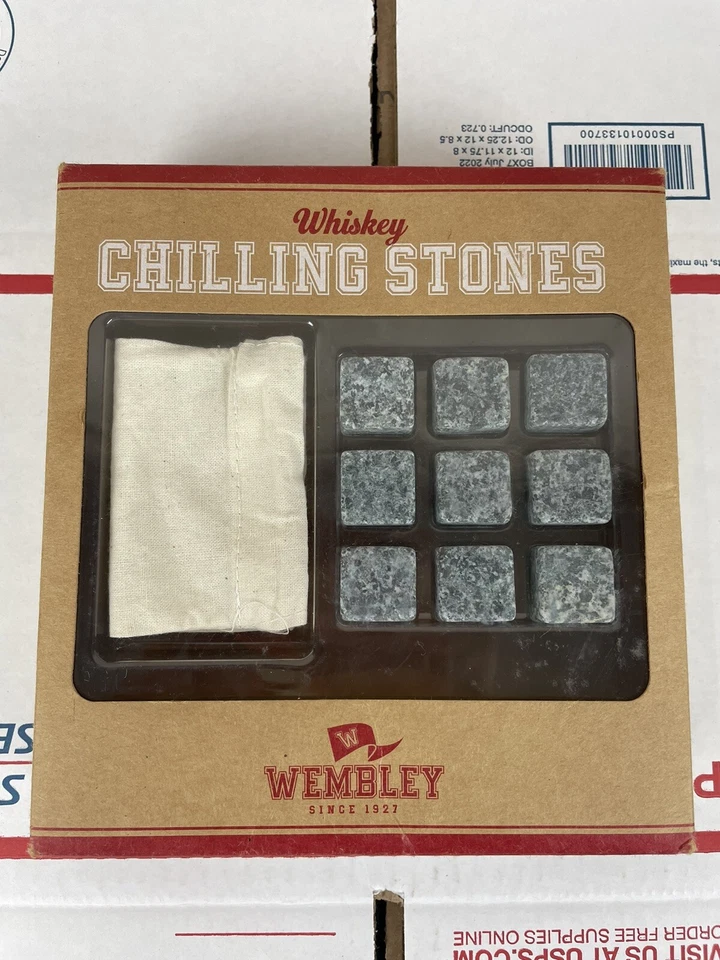 PS00010133700
BOX7 July 2022
ID: 12 x 11.75 x 8
OD: 12.25 x 12 x 8.5
ODCUFT: 0.723
Whiskey
CHILLING STONES
W
WEMBLEY
SINCE 1927
VISIT US AT USPS.COM
ORDER FREE SUPPLIES ONLINE